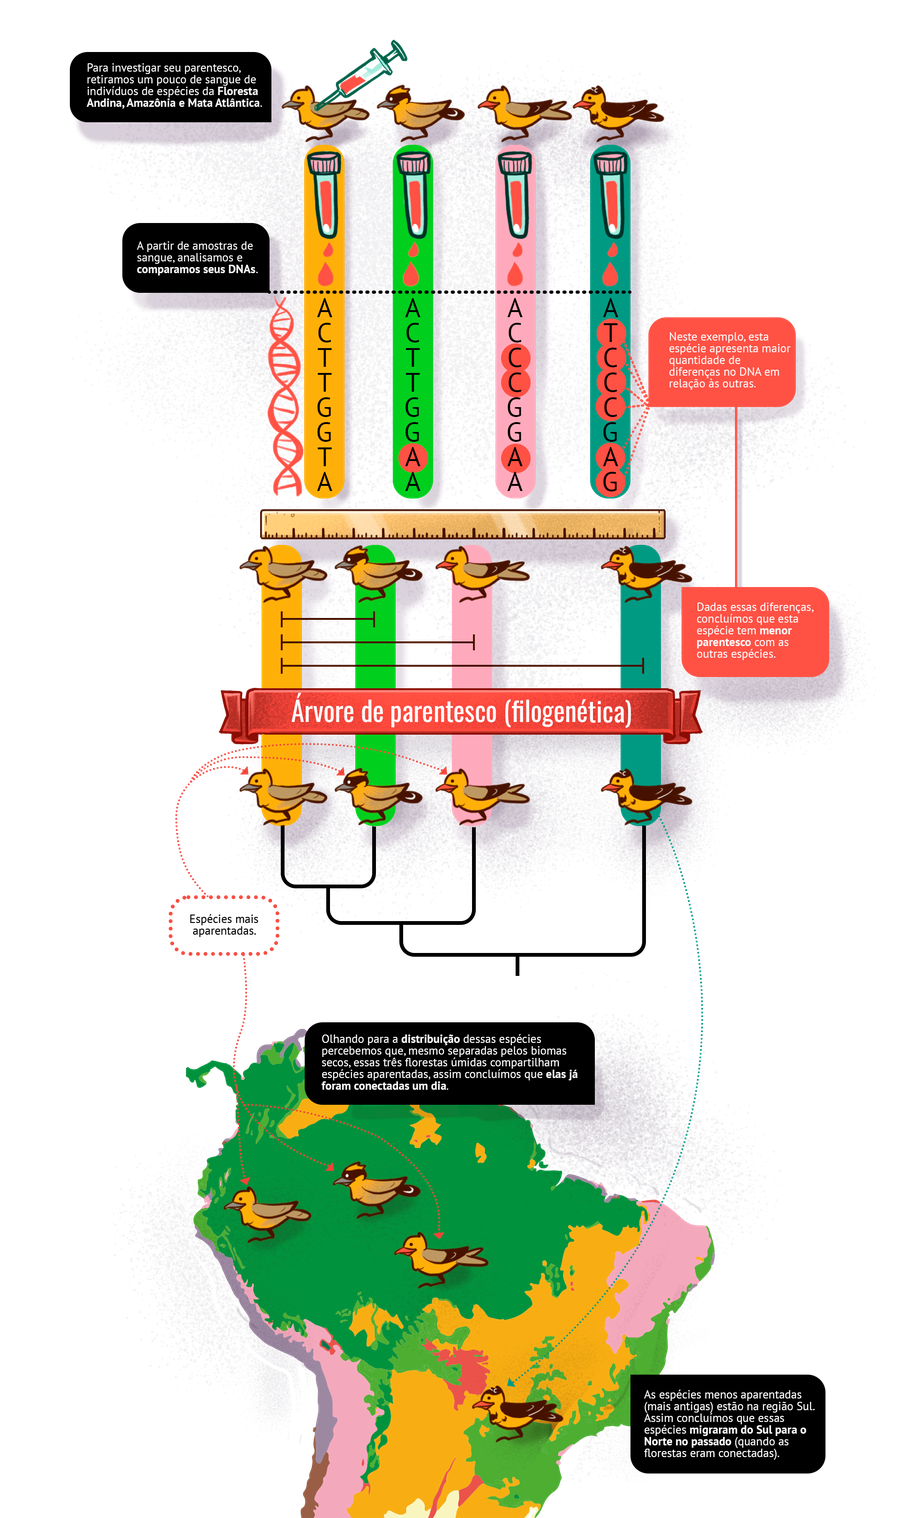 Para investigar seu parentesco,
retiramos um pouco de sangue de
indivíduos de espécies da Floresta
Andina, Amazônia e Mata Atlântica.
A partir de amostras de
sangue, analisamos e
comparamos seus DNAs.
A A A A
C C C T
T T C C
T T C C
G G G C
G G G G
T A A A
A A A G
Neste exemplo, esta
espécie apresenta maior
quantidade de
diferenças no DNA em
relação às outras.
Dadas essas diferenças,
concluímos que esta
espécie tem menor
parentesco com as
outras espécies.
Árvore de parentesco (filogenética)
Espécies mais
aparentadas.
Olhando para a distribuição dessas espécies
percebemos que, mesmo separadas pelos biomas
secos, essas três florestas úmidas compartilham
espécies aparentadas, assim concluímos que elas já
foram conectadas um dia.
As espécies menos aparentadas
(mais antigas) estão na região Sul.
Assim concluímos que essas
espécies migraram do Sul para o
Norte no passado (quando as
florestas eram conectadas).